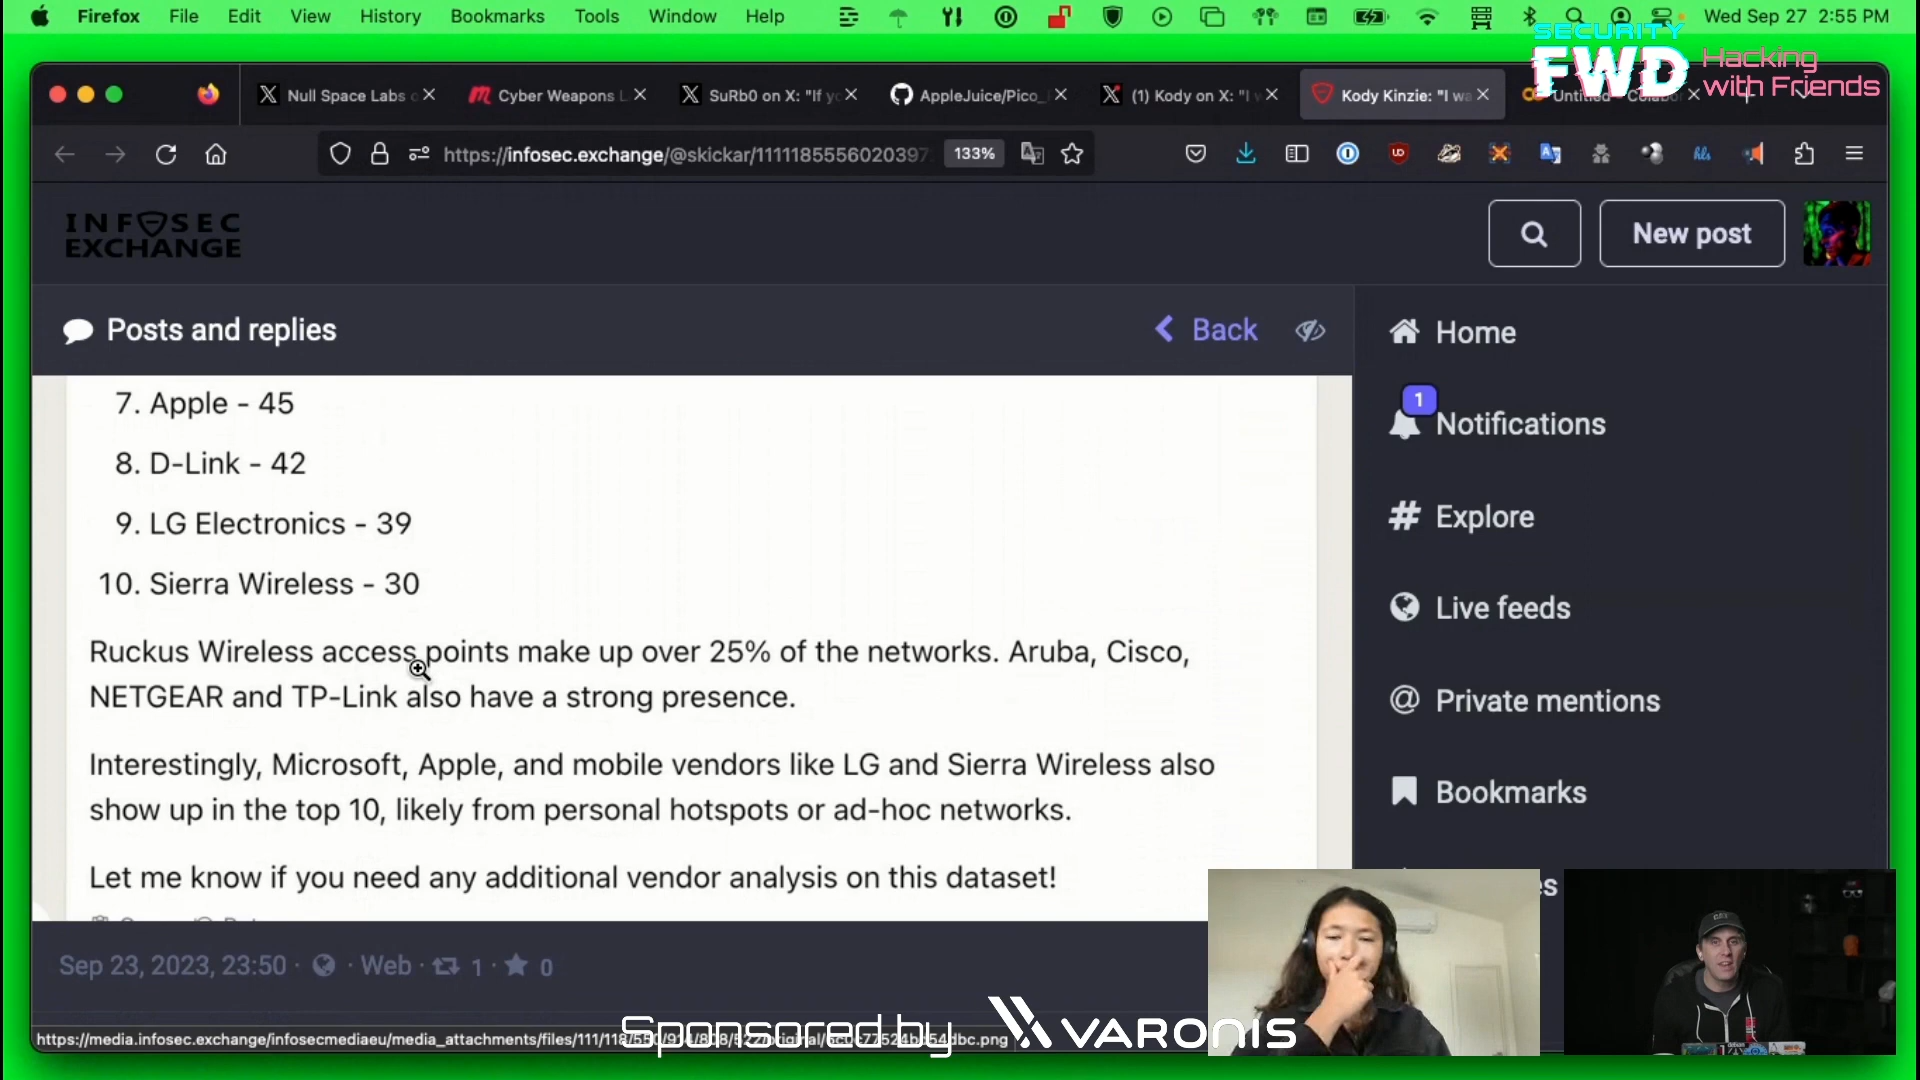 Firefox File Edit View History Bookmarks Tools Window Help Wed Sep 27 2:55 PM
SECURITY
FWD
Hacking
with Friends
Null Space Labs
Cyber Weapons L
SuRb0 on X: "If yo
AppleJuice/Pico_
(1) Kody on X: "I w
Kody Kinzie: "I wa
https://infosec.exchange/@skickar/11111855560203972
133%
INFOSEC
EXCHANGE
New post
Posts and replies
Back
7. Apple - 45
8. D-Link - 42
9. LG Electronics - 39
10. Sierra Wireless - 30
Ruckus Wireless access points make up over 25% of the networks. Aruba, Cisco,
NETGEAR and TP-Link also have a strong presence.
Interestingly, Microsoft, Apple, and mobile vendors like LG and Sierra Wireless also
show up in the top 10, likely from personal hotspots or ad-hoc networks.
Let me know if you need any additional vendor analysis on this dataset!
Sep 23, 2023, 23:50 · · Web · 1 · 0
Home
1
Notifications
# Explore
Live feeds
@ Private mentions
Bookmarks
Sponsored by VARONIS